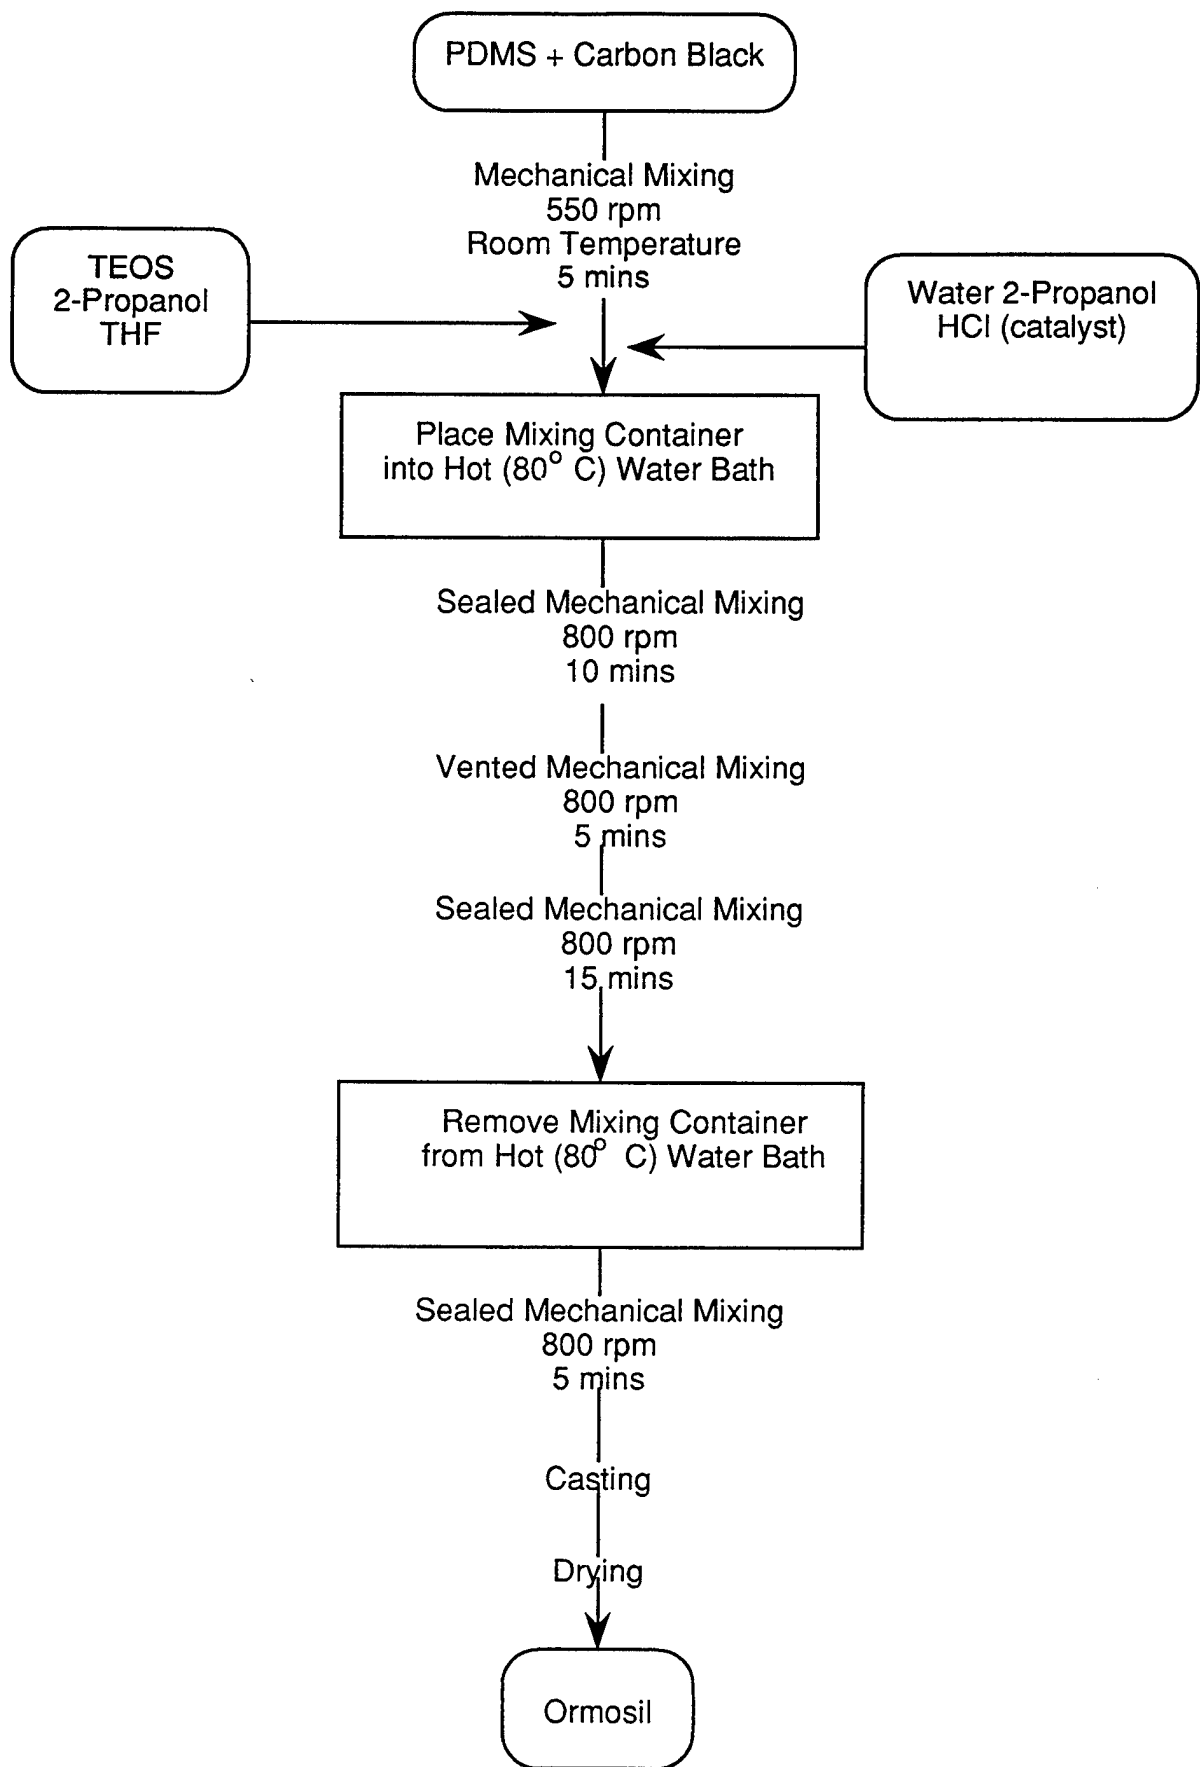 PDMS + Carbon Black
Mechanical Mixing
550 rpm
Room Temperature
5 mins
TEOS
2-Propanol
THF
Water 2-Propanol
HCl (catalyst)
Place Mixing Container
into Hot (80° C) Water Bath
Sealed Mechanical Mixing
800 rpm
10 mins
Vented Mechanical Mixing
800 rpm
5 mins
Sealed Mechanical Mixing
800 rpm
15 mins
Remove Mixing Container
from Hot (80° C) Water Bath
Sealed Mechanical Mixing
800 rpm
5 mins
Casting
Drying
Ormosil